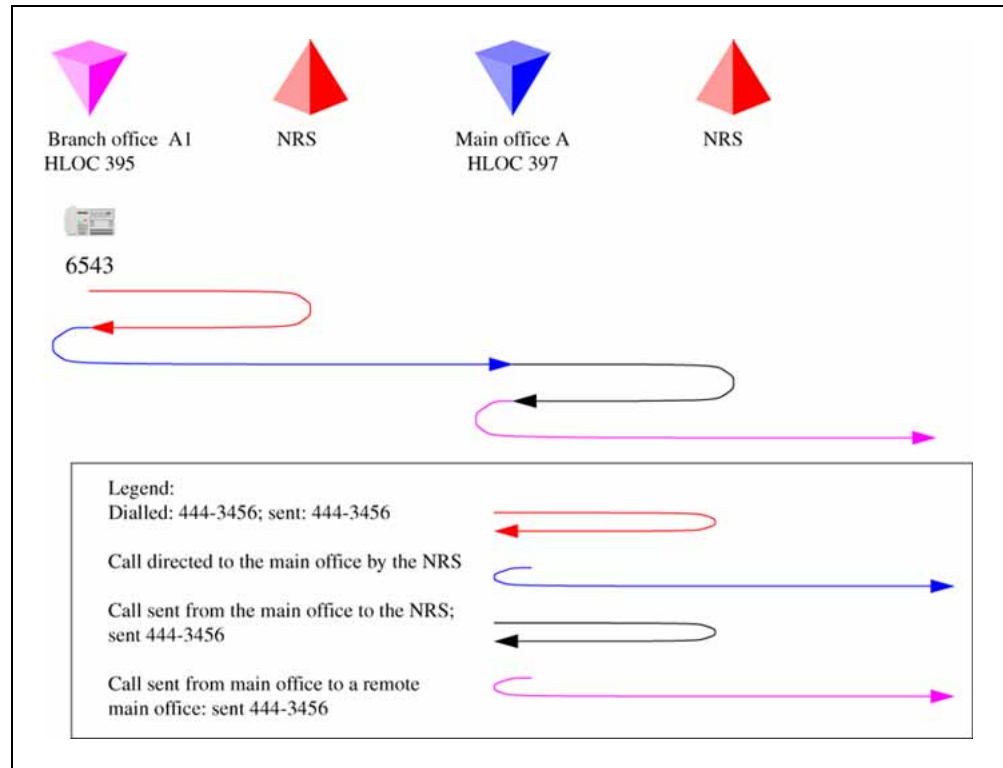 Branch office A1
HLOC 395
NRS
Main office A
HLOC 397
NRS
6543
Legend:
Dialled: 444-3456; sent: 444-3456
Call directed to the main office by the NRS
Call sent from the main office to the NRS;
sent 444-3456
Call sent from main office to a remote
main office: sent 444-3456